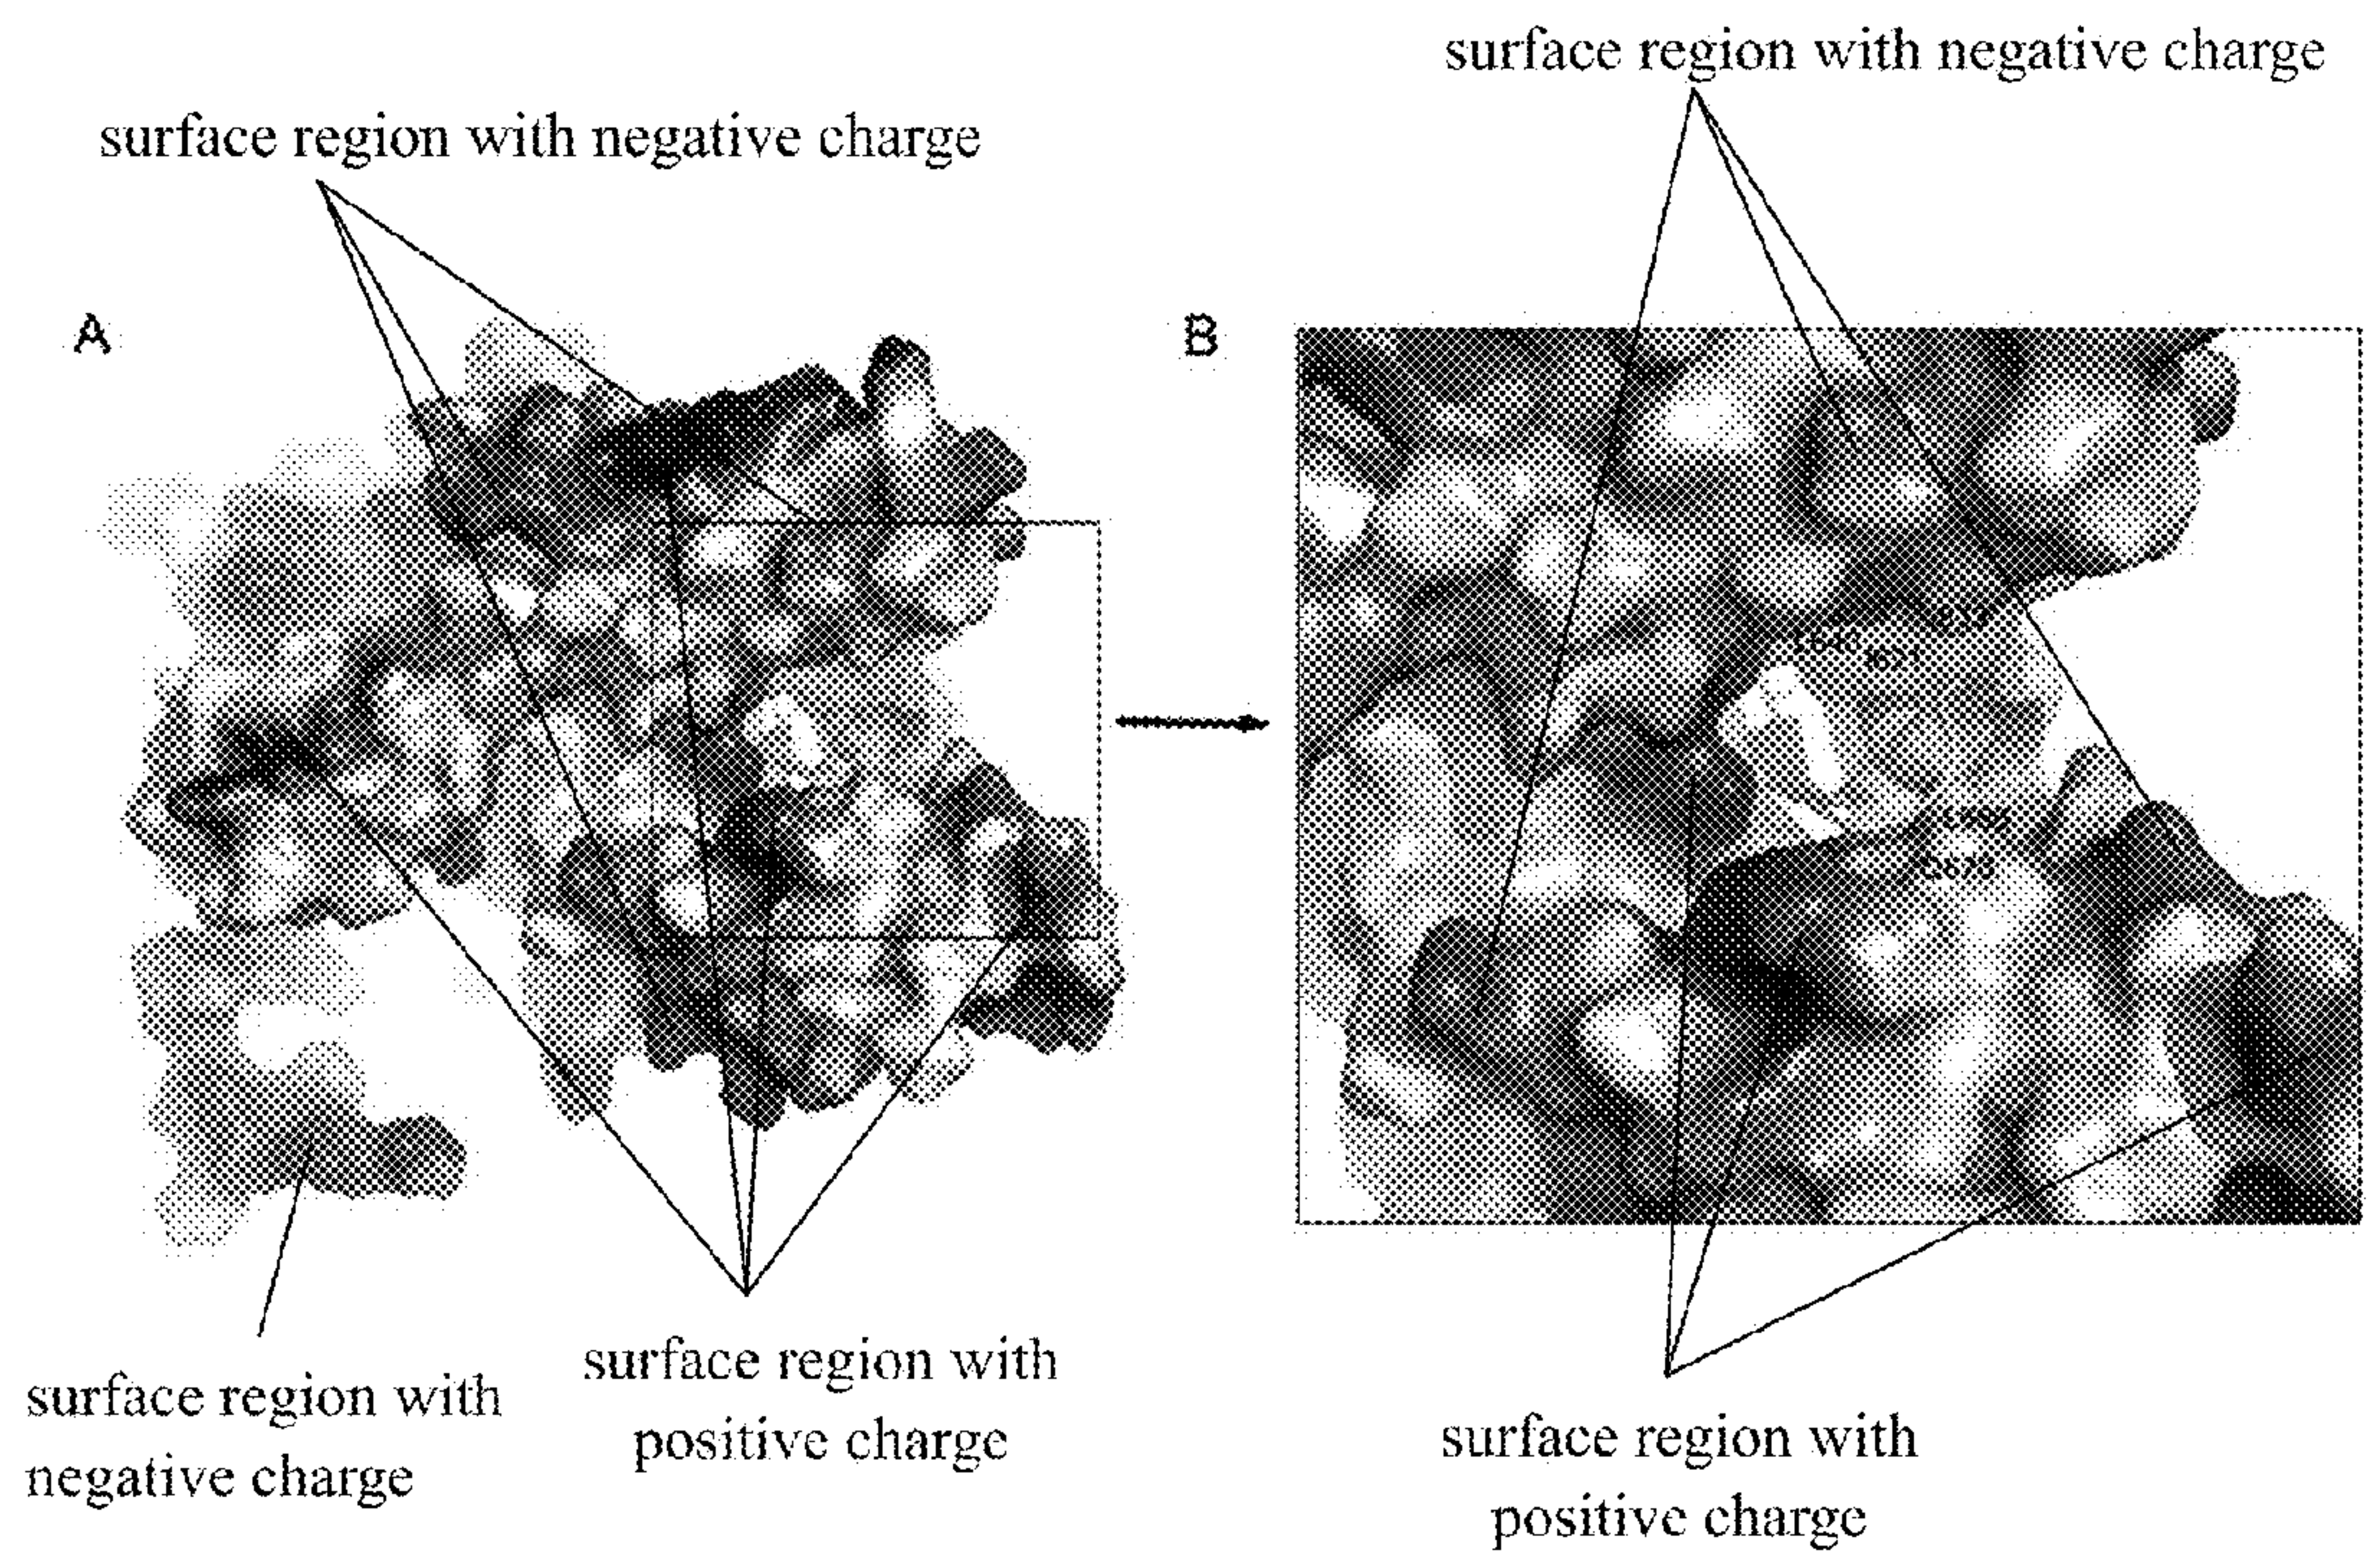 surface region with negative charge
surface region with negative charge
A
B
surface region with
negative charge
surface region with
positive charge
surface region with
positive charge